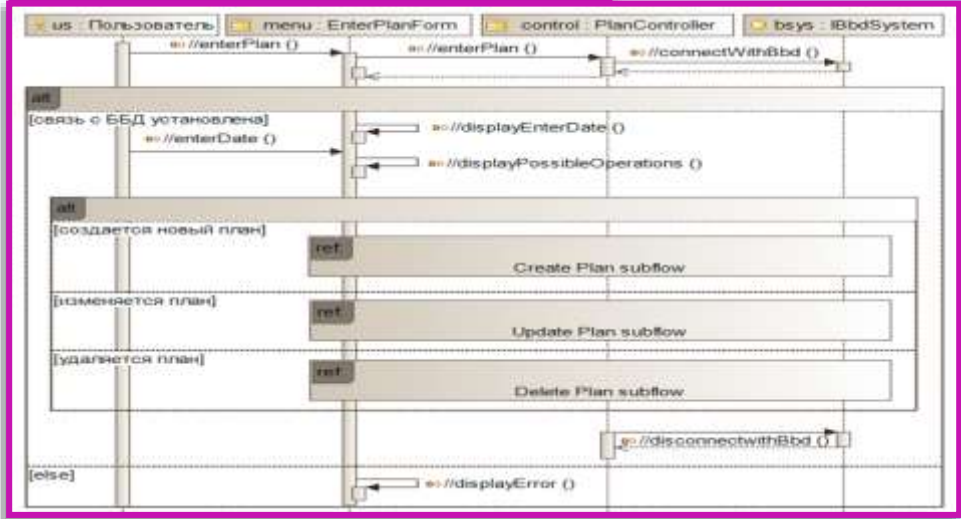 us : Пользователь
menu : EnterPlanForm
control : PlanController
bsys : IBbdSystem
//enterPlan ()
//enterPlan ()
//connectWithBbd ()
alt
[связь с ББД установлена]
//displayEnterDate ()
//enterDate ()
//displayPossibleOperations ()
alt
[создается новый план]
ref
Create Plan subflow
[изменяется план]
ref
Update Plan subflow
[удаляется план]
ref
Delete Plan subflow
//disconnectwithBbd ()
[else]
//displayError ()